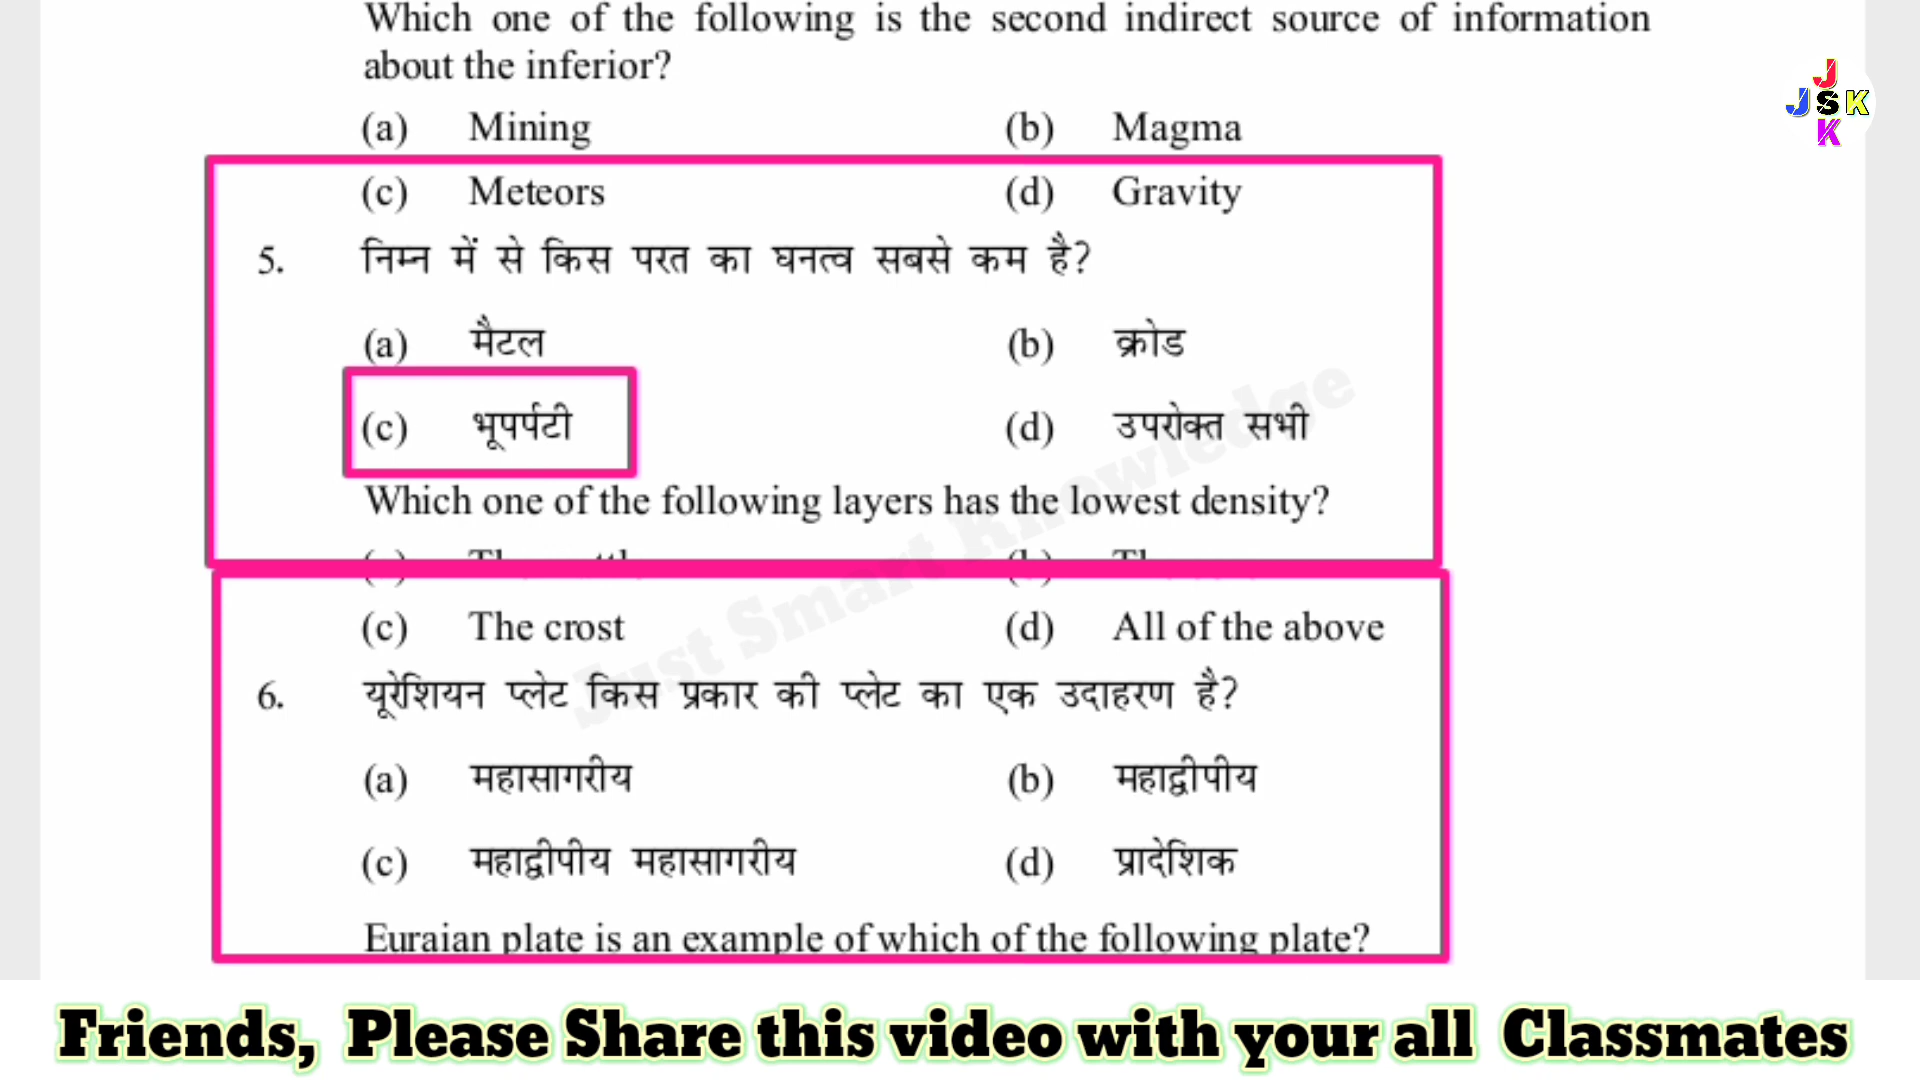 Which one of the following is the second indirect source of information
about the inferior?
(a) Mining (b) Magma
(c) Meteors (d) Gravity
5. निम्न में से किस परत का घनत्व सबसे कम है?
(a) मैटल (b) क्रोड
(c) भूपर्पटी (d) उपरोक्त सभी
Which one of the following layers has the lowest density?
(c) The crost (d) All of the above
6. यूरेशियन प्लेट किस प्रकार की प्लेट का एक उदाहरण है?
(a) महासागरीय (b) महाद्वीपीय
(c) महाद्वीपीय महासागरीय (d) प्रादेशिक
Euraian plate is an example of which of the following plate?
Just Smart Knowledge
J
JSK
K
Friends, Please Share this video with your all Classmates